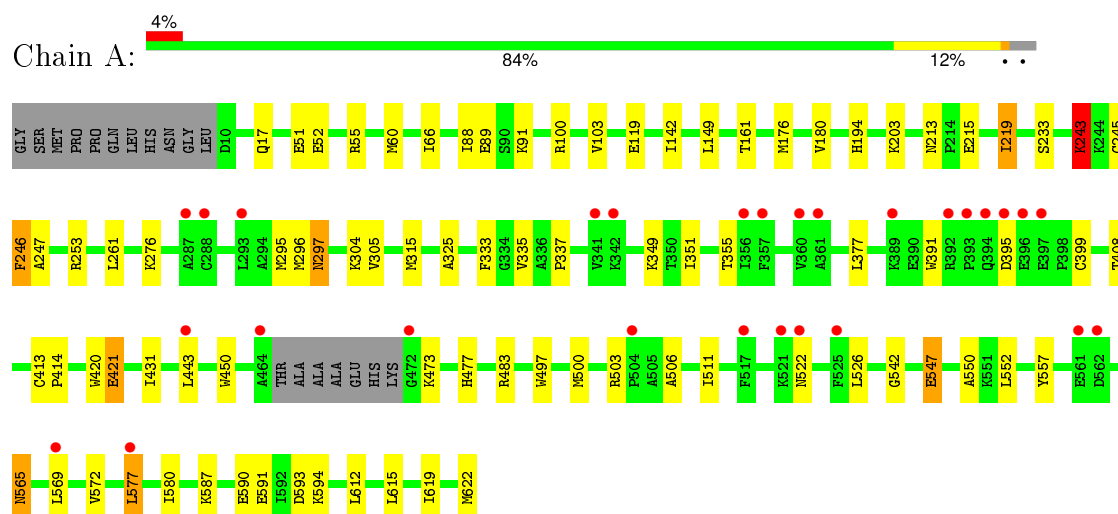 4%
Chain A:
84% 12% • •
GLY SER MET PRO PRO GLN LEU HIS ASN GLY LEU D10 Q17 E51 E52 R55 M60 I66 I88 E89 S90 K91 R100 V103 E119 I142 L149 T161 M176 V180 H194 K203 N213 P214 E215 I219 S233 K243 K244 C245
F246 A247 R253 L261 K276 A287 C288 L293 A294 M295 M296 N297 K304 V305 M315 A325 F333 G334 V335 A336 P337 V341 K342 K349 T350 I351 T355 I356 F357 V360 A361 L377 K389 E390 W391 R392 P393 Q394 D395 E396 E397 P398 C399 T408
C413 P414 W420 E421 I431 L443 W450 A464 THR ALA ALA ALA GLU HIS LYS G472 K473 H477 R483 W497 M500 R503 P504 A505 A506 I511 F517 K521 N522 F525 L526 G542 E547 A550 K551 L552 Y557 E561 D562
N565 L569 V572 L577 I580 K587 E590 E591 I592 D593 K594 L612 L615 I619 M622